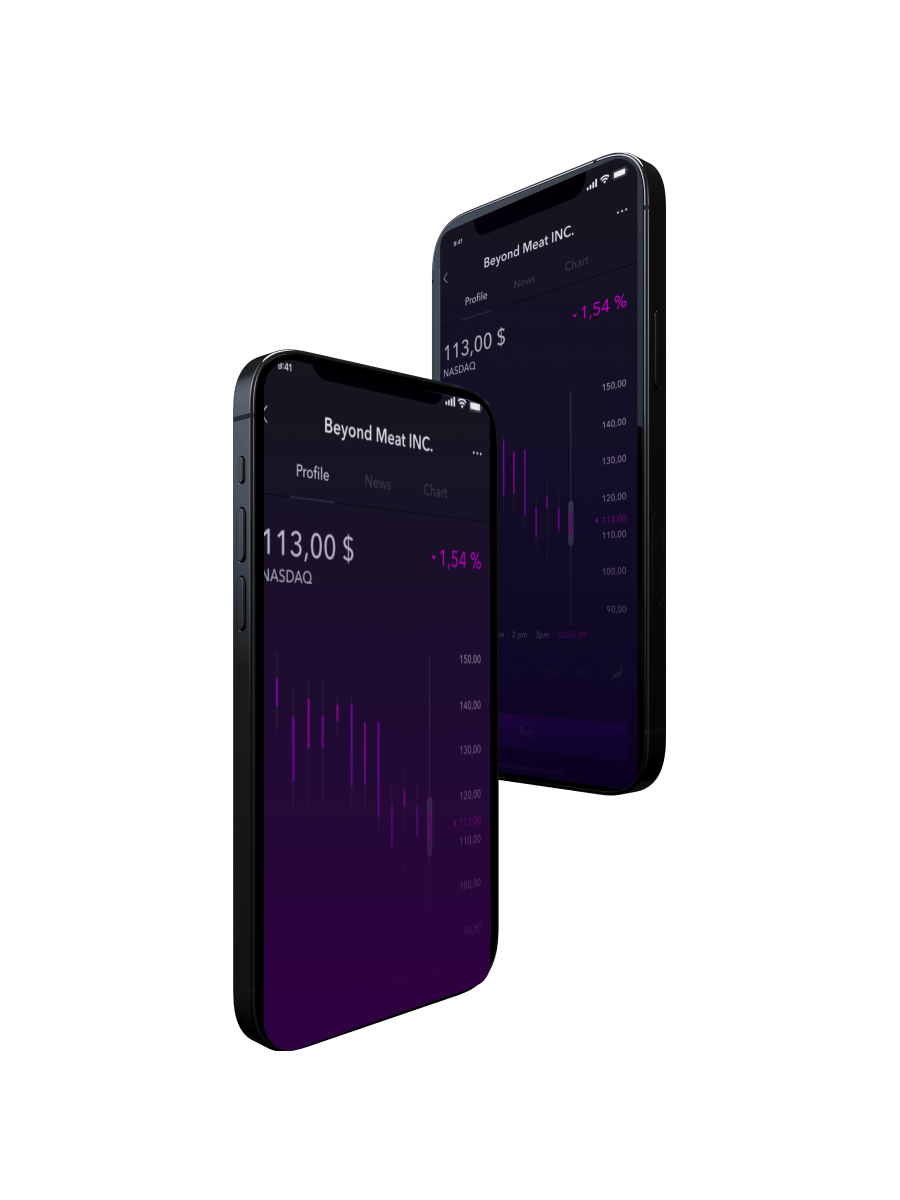 9:41
Beyond Meat INC.
Profile News Chart
113,00 $
- 1,54 %
NASDAQ
150,00
140,00
130,00
120,00
113,00
110,00
100,00
90,00
2 pm - 3pm -
Buy
9:41
Beyond Meat INC.
Profile News Chart
113,00 $
- 1,54 %
NASDAQ
150,00
140,00
130,00
120,00
113,00
110,00
100,00
90,00